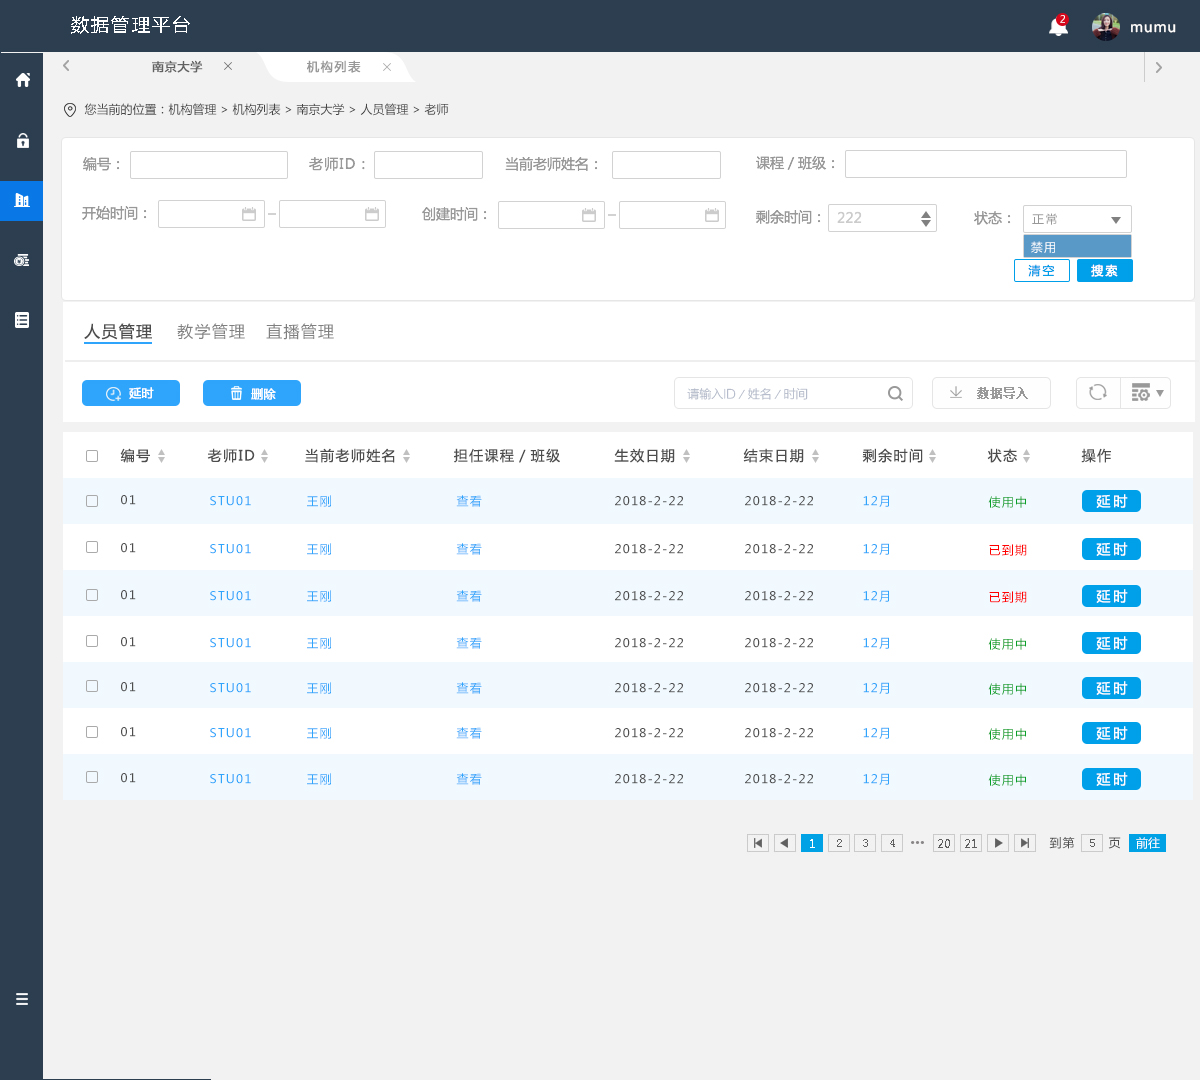 数据管理平台
2
mumu
南京大学
机构列表
您当前的位置：机构管理 > 机构列表 > 南京大学 > 人员管理 > 老师
编号： 老师ID： 当前老师姓名： 课程 / 班级：
开始时间： – 创建时间： – 剩余时间： 222 状态： 正常
禁用
清空 搜索
人员管理 教学管理 直播管理
延时 删除 请输入ID / 姓名 / 时间 数据导入
编号 老师ID 当前老师姓名 担任课程 / 班级 生效日期 结束日期 剩余时间 状态 操作
01 STU01 王刚 查看 2018-2-22 2018-2-22 12月 使用中 延时
01 STU01 王刚 查看 2018-2-22 2018-2-22 12月 已到期 延时
01 STU01 王刚 查看 2018-2-22 2018-2-22 12月 已到期 延时
01 STU01 王刚 查看 2018-2-22 2018-2-22 12月 使用中 延时
01 STU01 王刚 查看 2018-2-22 2018-2-22 12月 使用中 延时
01 STU01 王刚 查看 2018-2-22 2018-2-22 12月 使用中 延时
01 STU01 王刚 查看 2018-2-22 2018-2-22 12月 使用中 延时
1 2 3 4 ••• 20 21 到第 5 页 前往